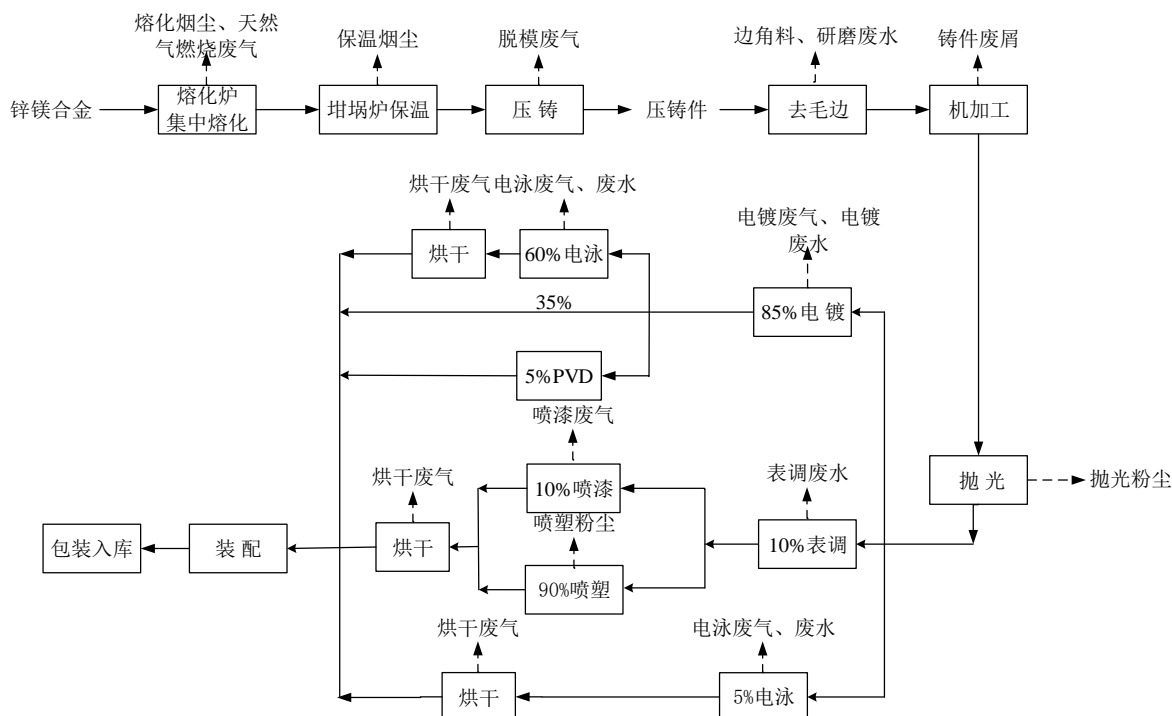 熔化烟尘、天然
气燃烧废气
保温烟尘
脱模废气
边角料、研磨废水
铸件废屑
锌镁合金
熔化炉
集中熔化
坩埚炉保温
压 铸
压铸件
去毛边
机加工
烘干废气
电泳废气、废水
电镀废气、电镀
废水
烘干
60%电泳
35%
85%电 镀
5%PVD
喷漆废气
烘干废气
10%喷漆
表调废水
抛 光
抛光粉尘
喷塑粉尘
包装入库
装 配
烘干
10%表调
90%喷塑
烘干废气
电泳废气、废水
烘干
5%电泳